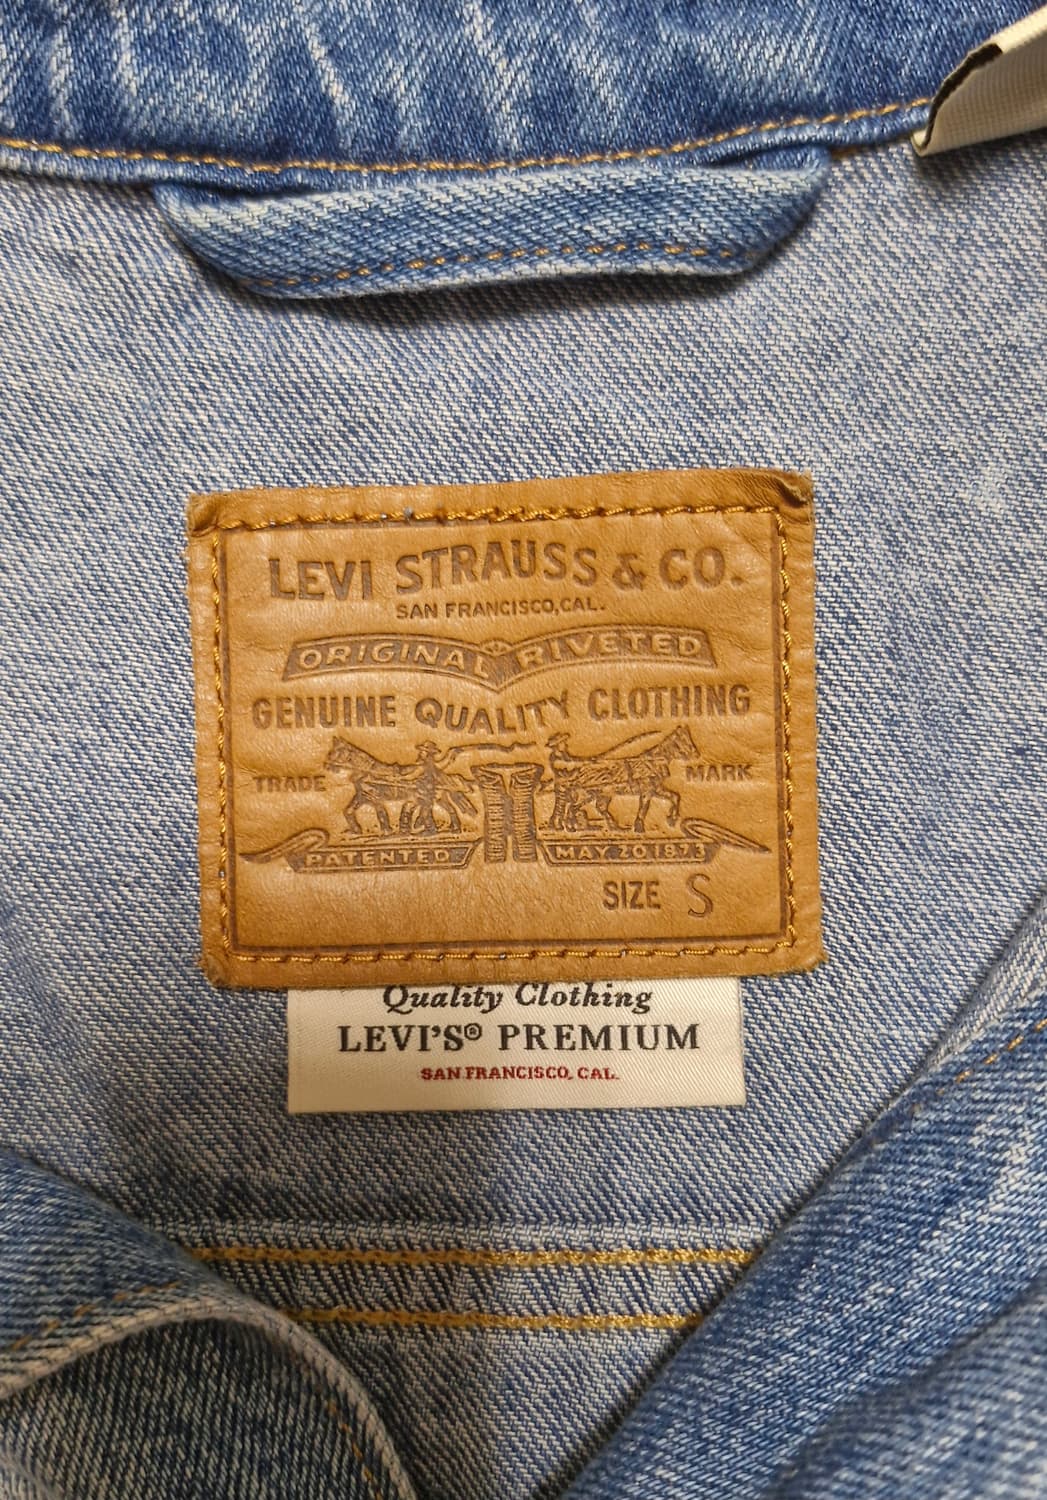 LEVI STRAUSS & CO.
SAN FRANCISCO, CAL.
ORIGINAL RIVETED
GENUINE QUALITY CLOTHING
TRADE MARK
PATENTED MAY 20 1873
SIZE S
Quality Clothing
LEVI'S® PREMIUM
SAN FRANCISCO, CAL.